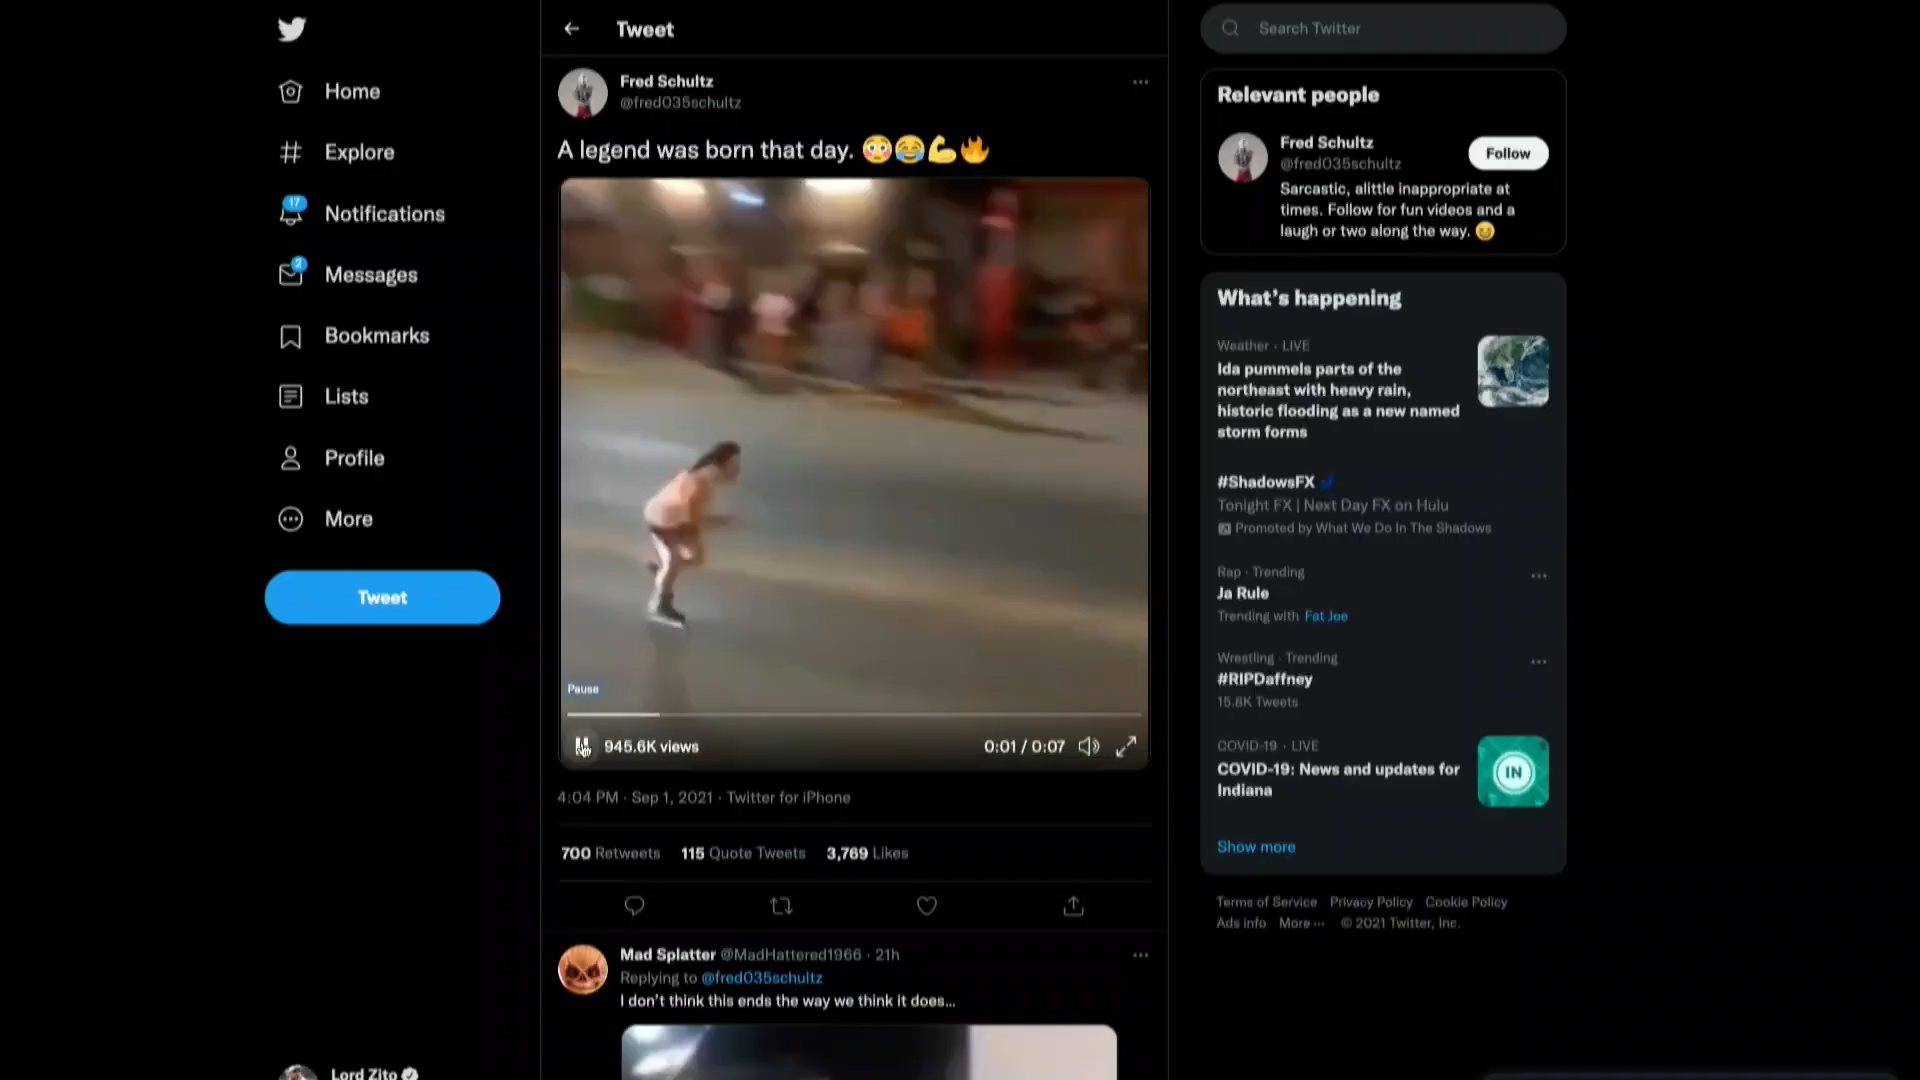 Home
Explore
17
Notifications
2
Messages
Bookmarks
Lists
Profile
More
Tweet
Lord Zito
Tweet
Fred Schultz
@fred035schultz
A legend was born that day. 😳😂💪🔥
Pause
945.6K views
0:01 / 0:07
4:04 PM · Sep 1, 2021 · Twitter for iPhone
700 Retweets 115 Quote Tweets 3,769 Likes
Mad Splatter @MadHattered1966 · 21h
Replying to @fred035schultz
I don't think this ends the way we think it does...
Search Twitter
Relevant people
Fred Schultz
@fred035schultz
Follow
Sarcastic, alittle inappropriate at
times. Follow for fun videos and a
laugh or two along the way. 😆
What's happening
Weather · LIVE
Ida pummels parts of the
northeast with heavy rain,
historic flooding as a new named
storm forms
#ShadowsFX
Tonight FX | Next Day FX on Hulu
Promoted by What We Do In The Shadows
Rap · Trending
Ja Rule
Trending with Fat Joe
Wrestling · Trending
#RIPDaffney
15.8K Tweets
COVID-19 · LIVE
COVID-19: News and updates for
Indiana
IN
Show more
Terms of Service Privacy Policy Cookie Policy
Ads info More ··· © 2021 Twitter, Inc.